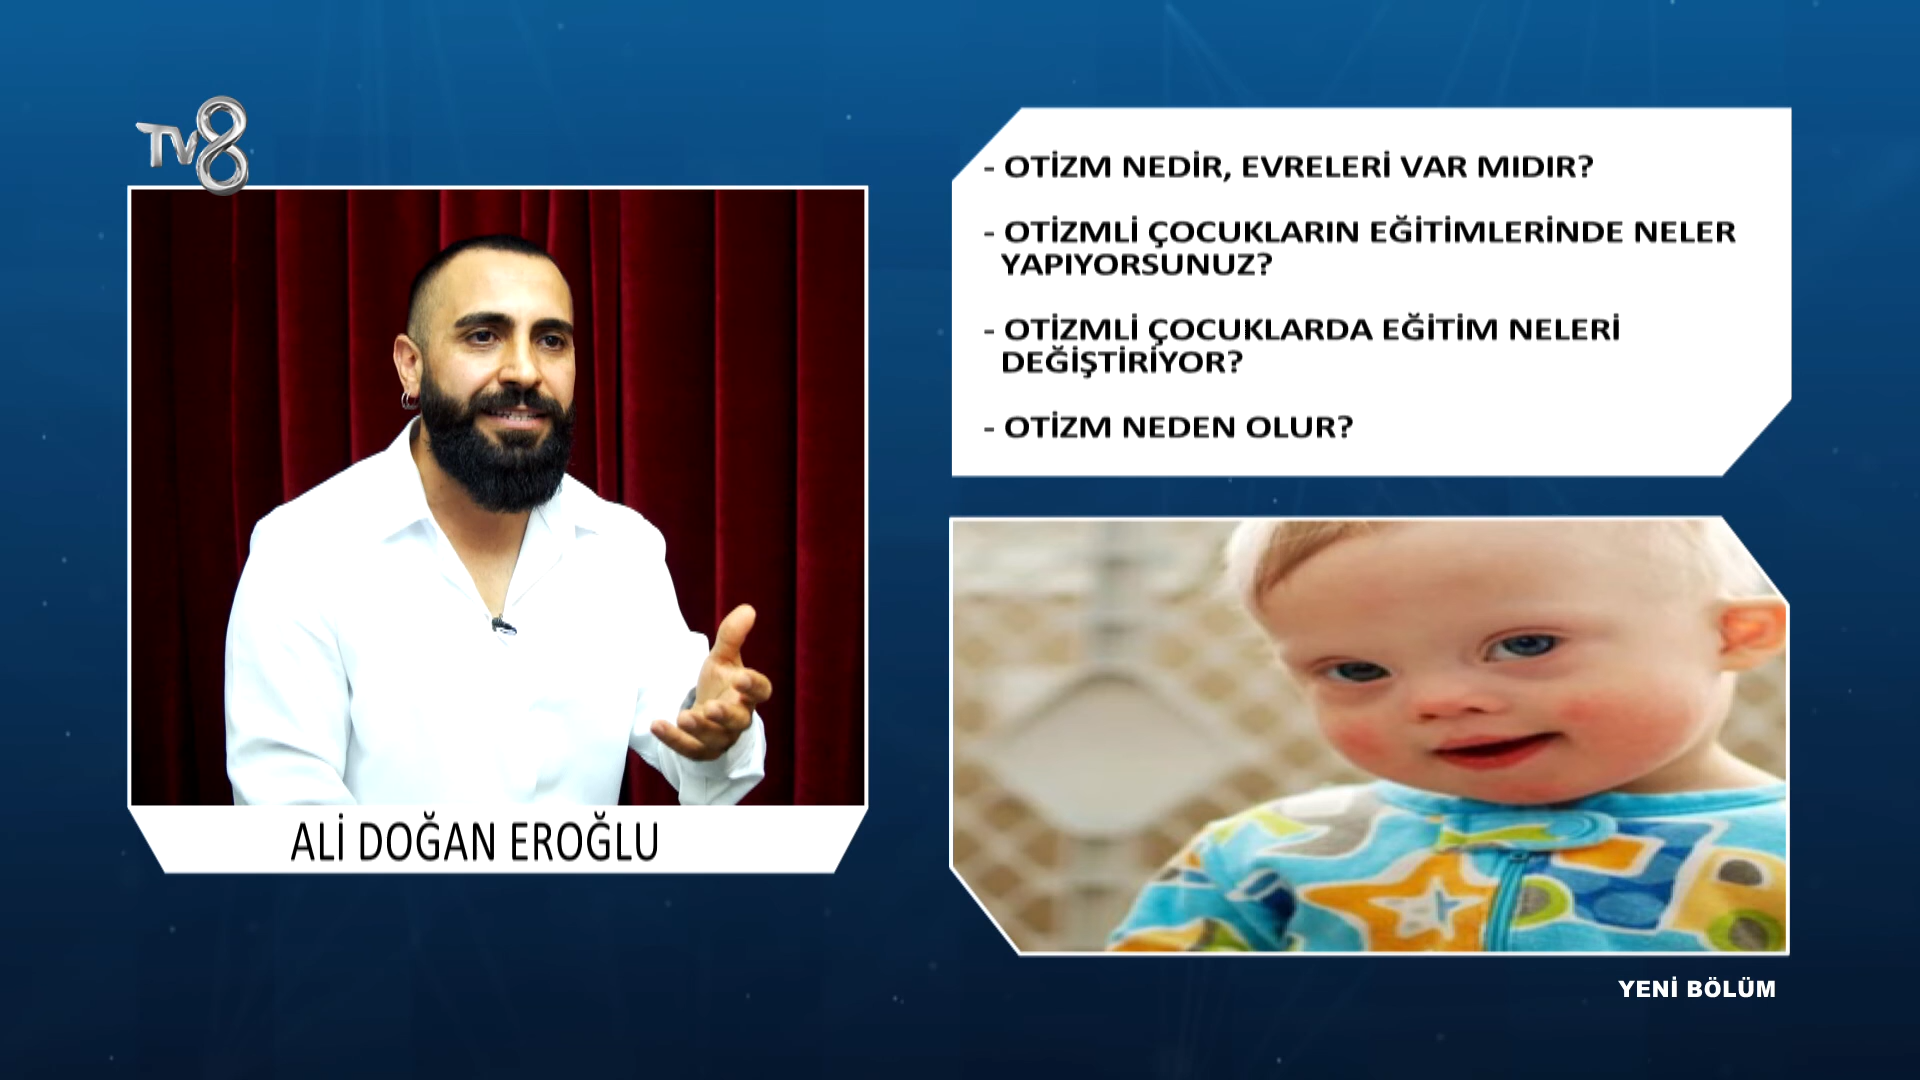 TV8
- OTİZM NEDİR, EVRELERİ VAR MIDIR?
- OTİZMLİ ÇOCUKLARIN EĞİTİMLERİNDE NELER
YAPIYORSUNUZ?
- OTİZMLİ ÇOCUKLARDA EĞİTİM NELERİ
DEĞİŞTİRİYOR?
- OTİZM NEDEN OLUR?
ALİ DOĞAN EROĞLU
YENİ BÖLÜM